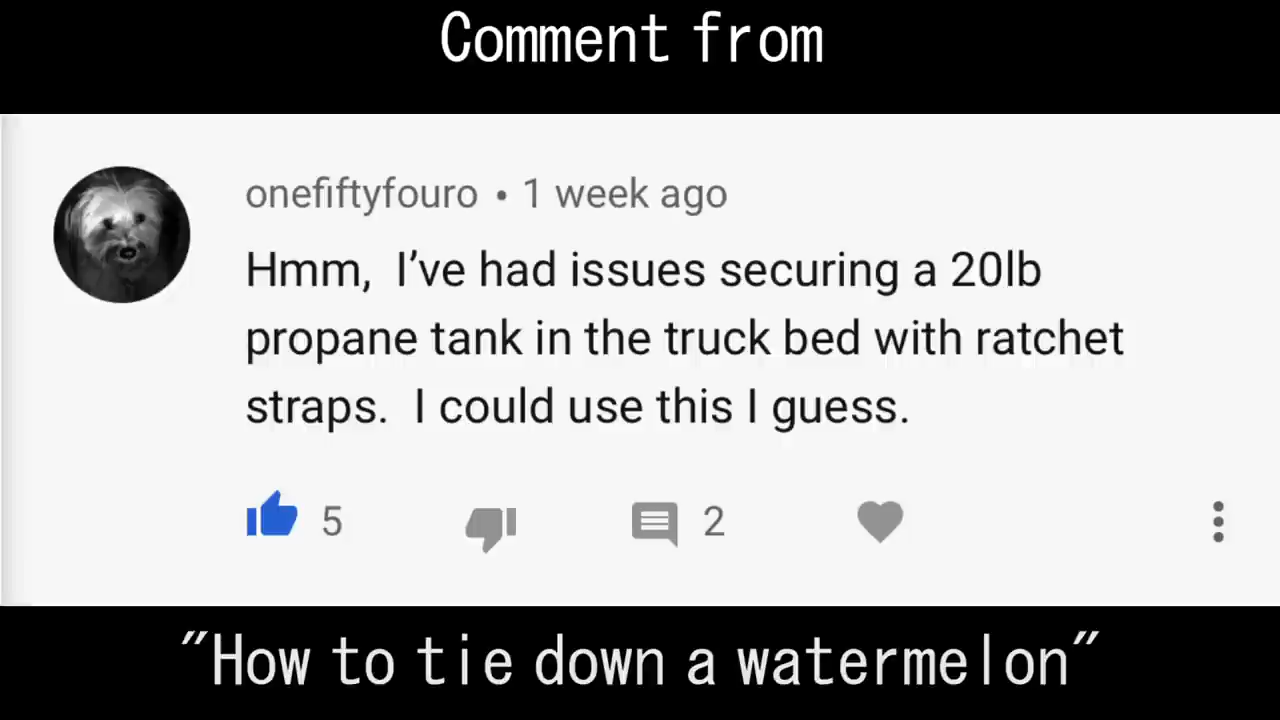 Comment from
onefiftyfouro • 1 week ago
Hmm,  I’ve had issues securing a 20lb
propane tank in the truck bed with ratchet
straps.  I could use this I guess.
5 2
"How to tie down a watermelon"